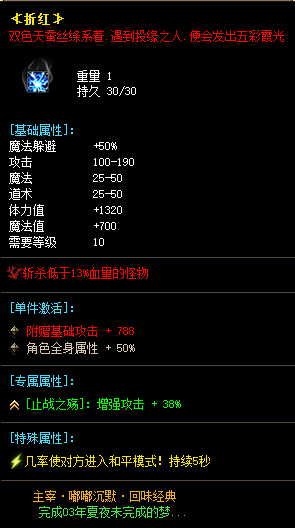 ≮折红≯
双色天蚕丝绦系着.遇到投缘之人.便会发出五彩霞光
重量 1
持久 30/30
[基础属性]:
魔法躲避 +50%
攻击 100-190
魔法 25-50
道术 25-50
体力值 +1320
魔法值 +700
需要等级 10
斩杀低于13%血量的怪物
[单件激活]:
附赠基础攻击 + 788
角色全身属性 + 50%
[专属属性]:
[止战之殇]: 增强攻击 + 38%
[特殊属性]:
几率使对方进入和平模式! 持续5秒
主宰·嘟嘟沉默·回味经典
完成03年夏夜未完成的梦...